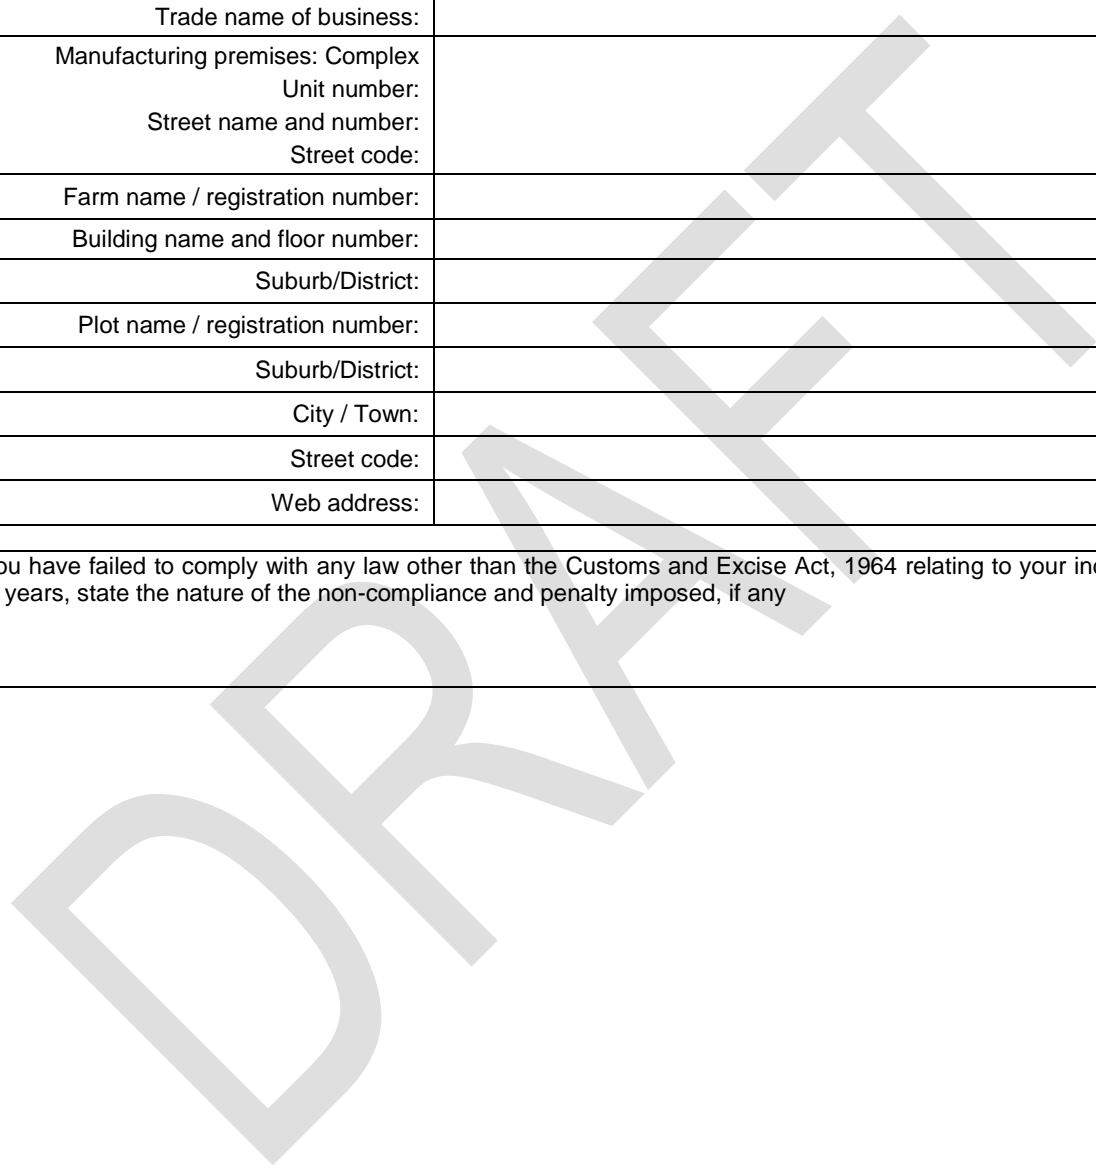 Trade name of business:
Manufacturing premises: Complex
Unit number:
Street name and number:
Street code:
Farm name / registration number:
Building name and floor number:
Suburb/District:
Plot name / registration number:
Suburb/District:
City / Town:
Street code:
Web address:
ou have failed to comply with any law other than the Customs and Excise Act, 1964 relating to your
years, state the nature of the non-compliance and penalty imposed, if any
DRAFT